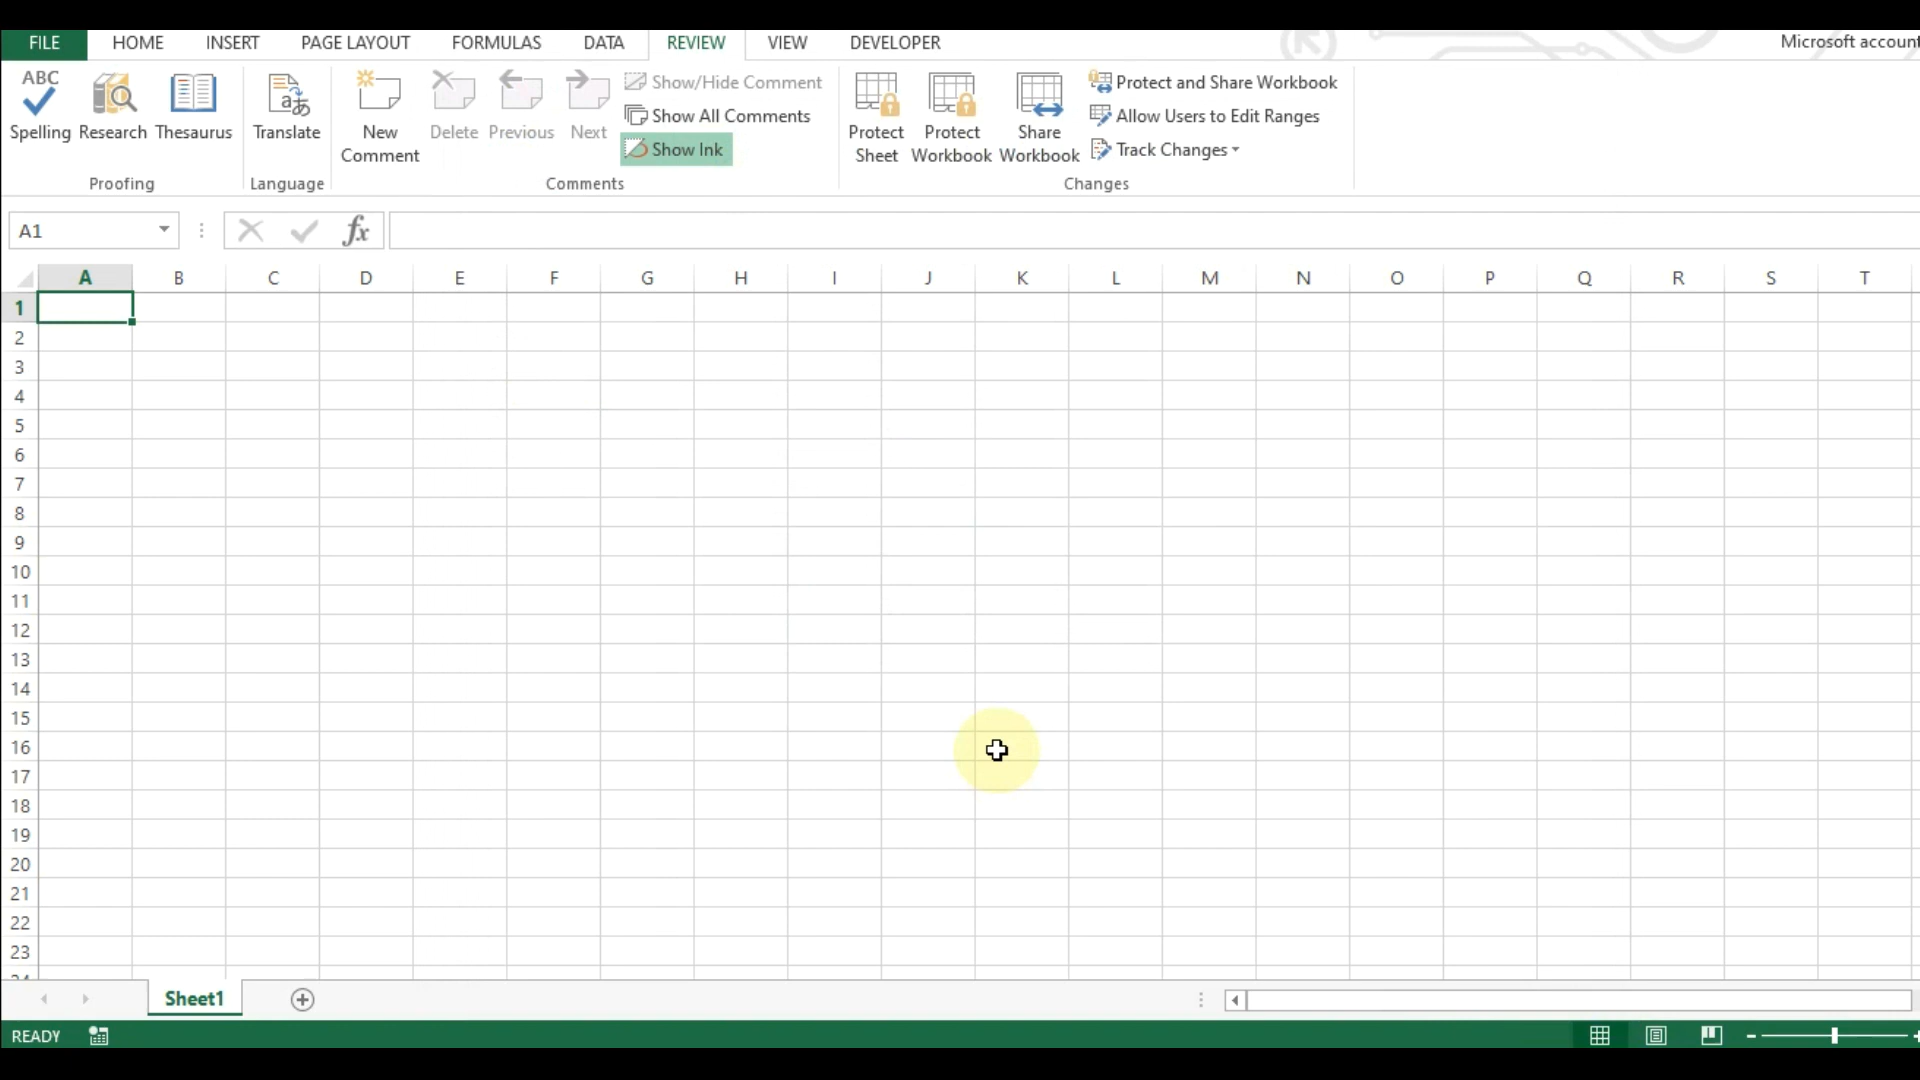 FILE HOME INSERT PAGE LAYOUT FORMULAS DATA REVIEW VIEW DEVELOPER Microsoft account
ABC
Spelling Research Thesaurus Translate New Comment Delete Previous Next Show/Hide Comment
Show All Comments
Show Ink
Protect Sheet Protect Workbook Share Workbook Protect and Share Workbook
Allow Users to Edit Ranges
Track Changes
Proofing Language Comments Changes
A1 fx
A B C D E F G H I J K L M N O P Q R S T
1
2
3
4
5
6
7
8
9
10
11
12
13
14
15
16
17
18
19
20
21
22
23
Sheet1
READY